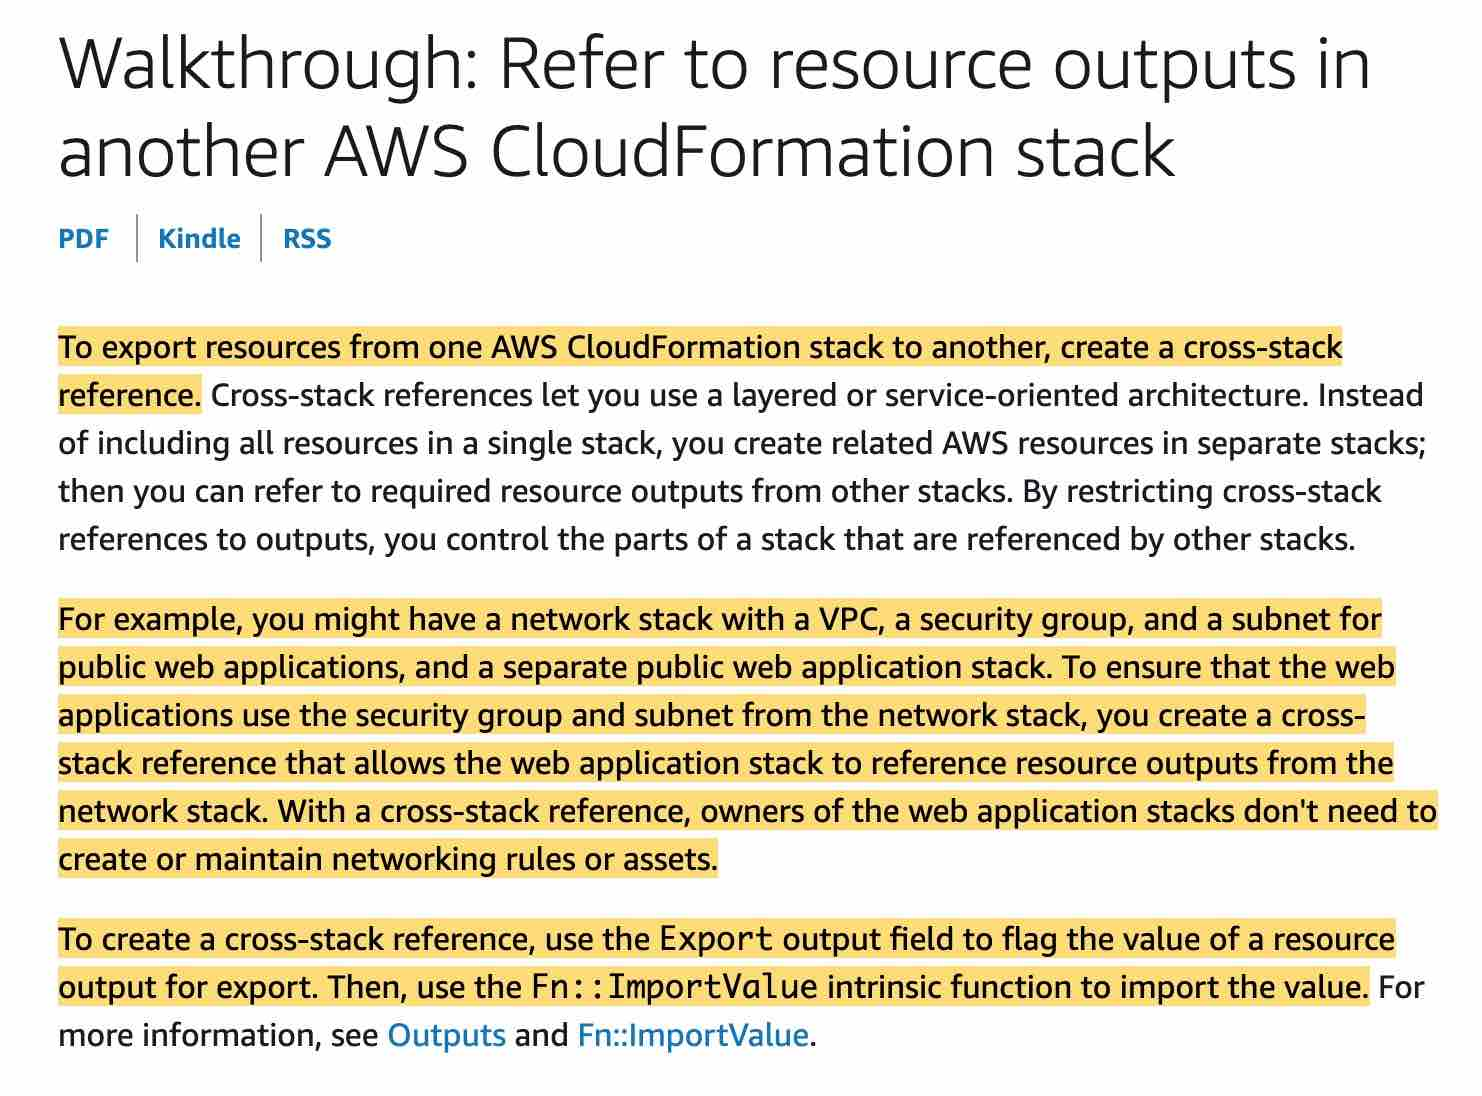 Walkthrough: Refer to resource outputs in
another AWS CloudFormation stack
PDF | Kindle | RSS
To export resources from one AWS CloudFormation stack to another, create a cross-stack
reference. Cross-stack references let you use a layered or service-oriented architecture. Instead
of including all resources in a single stack, you create related AWS resources in separate stacks;
then you can refer to required resource outputs from other stacks. By restricting cross-stack
references to outputs, you control the parts of a stack that are referenced by other stacks.
For example, you might have a network stack with a VPC, a security group, and a subnet for
public web applications, and a separate public web application stack. To ensure that the web
applications use the security group and subnet from the network stack, you create a cross-
stack reference that allows the web application stack to reference resource outputs from the
network stack. With a cross-stack reference, owners of the web application stacks don't need to
create or maintain networking rules or assets.
To create a cross-stack reference, use the Export output field to flag the value of a resource
output for export. Then, use the Fn::ImportValue intrinsic function to import the value. For
more information, see Outputs and Fn::ImportValue.